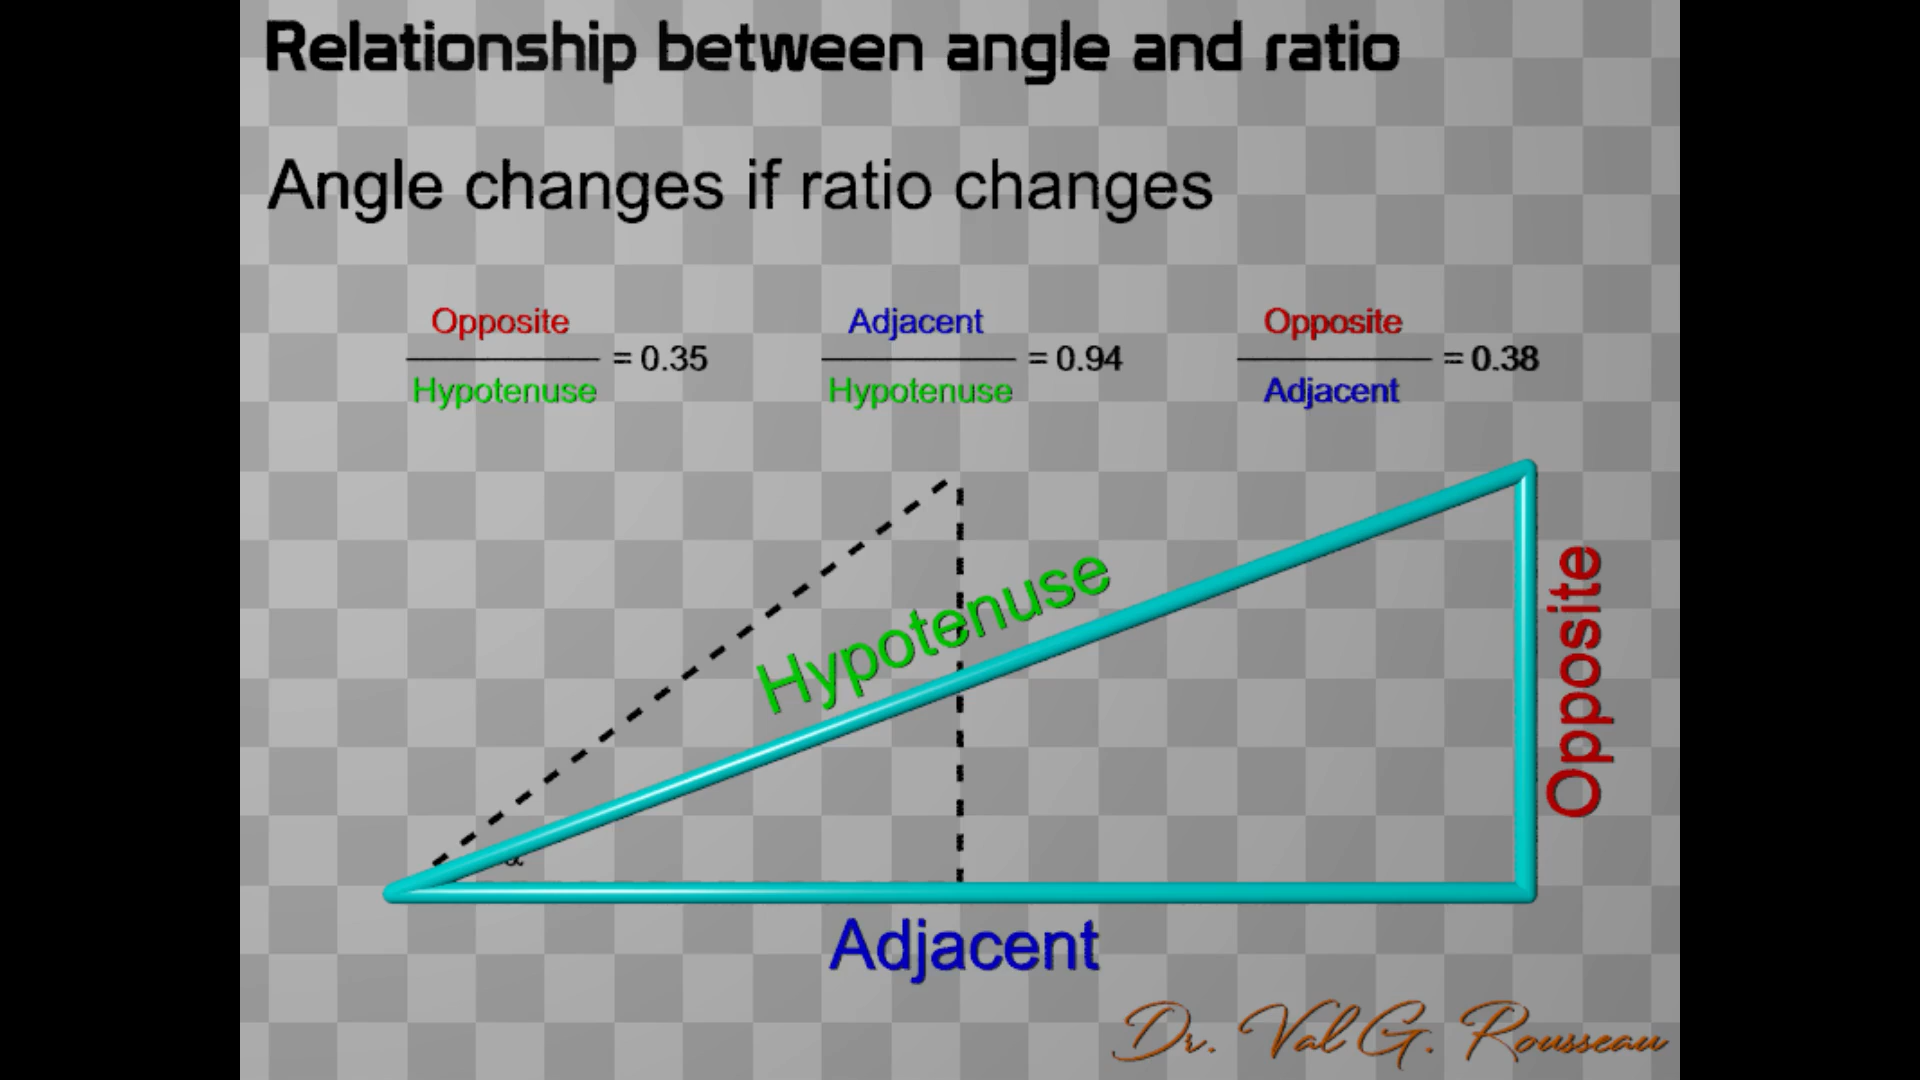 Relationship between angle and ratio
Angle changes if ratio changes
Opposite
Hypotenuse
= 0.35
Adjacent
Hypotenuse
= 0.94
Opposite
Adjacent
= 0.38
Hypotenuse
Opposite
α
Adjacent
Dr. Val G. Rousseau